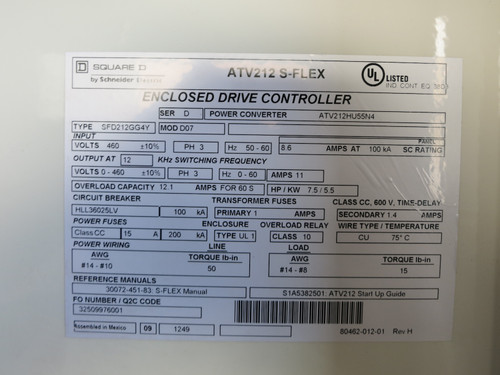 D SQUARE D
by Schneider Electric
ATV212 S-FLEX
UL LISTED
IND. CONT. EQ.
ENCLOSED DRIVE CONTROLLER
SER D POWER CONVERTER ATV212HU55N4
TYPE SFD212GG4Y MOD D07
INPUT PANEL
VOLTS 460 ±10% PH 3 Hz 50 - 60 8.6 AMPS AT 100 kA SC RATING
OUTPUT AT 12 KHz SWITCHING FREQUENCY
VOLTS 0 - 460 ±10% PH 3 Hz 0 - 60 AMPS 11
OVERLOAD CAPACITY 12.1 AMPS FOR 60 S HP / KW 7.5 / 5.5
CIRCUIT BREAKER TRANSFORMER FUSES CLASS CC, 600 V, TIME-DELAY
HLL36025LV 100 kA PRIMARY 1 AMPS SECONDARY 1.4 AMPS
POWER FUSES ENCLOSURE OVERLOAD RELAY WIRE TYPE / TEMPERATURE
Class CC 15 A 200 kA TYPE UL 1 CLASS 10 CU 75° C
POWER WIRING LINE LOAD
AWG TORQUE lb-in AWG TORQUE lb-in
#14 - #10 50 #14 - #8 15
REFERENCE MANUALS
30072-451-83: S-FLEX Manual S1A5382501: ATV212 Start Up Guide
FO NUMBER / Q2C CODE
32509976001
Assembled in Mexico 09 1249 80462-012-01 Rev H